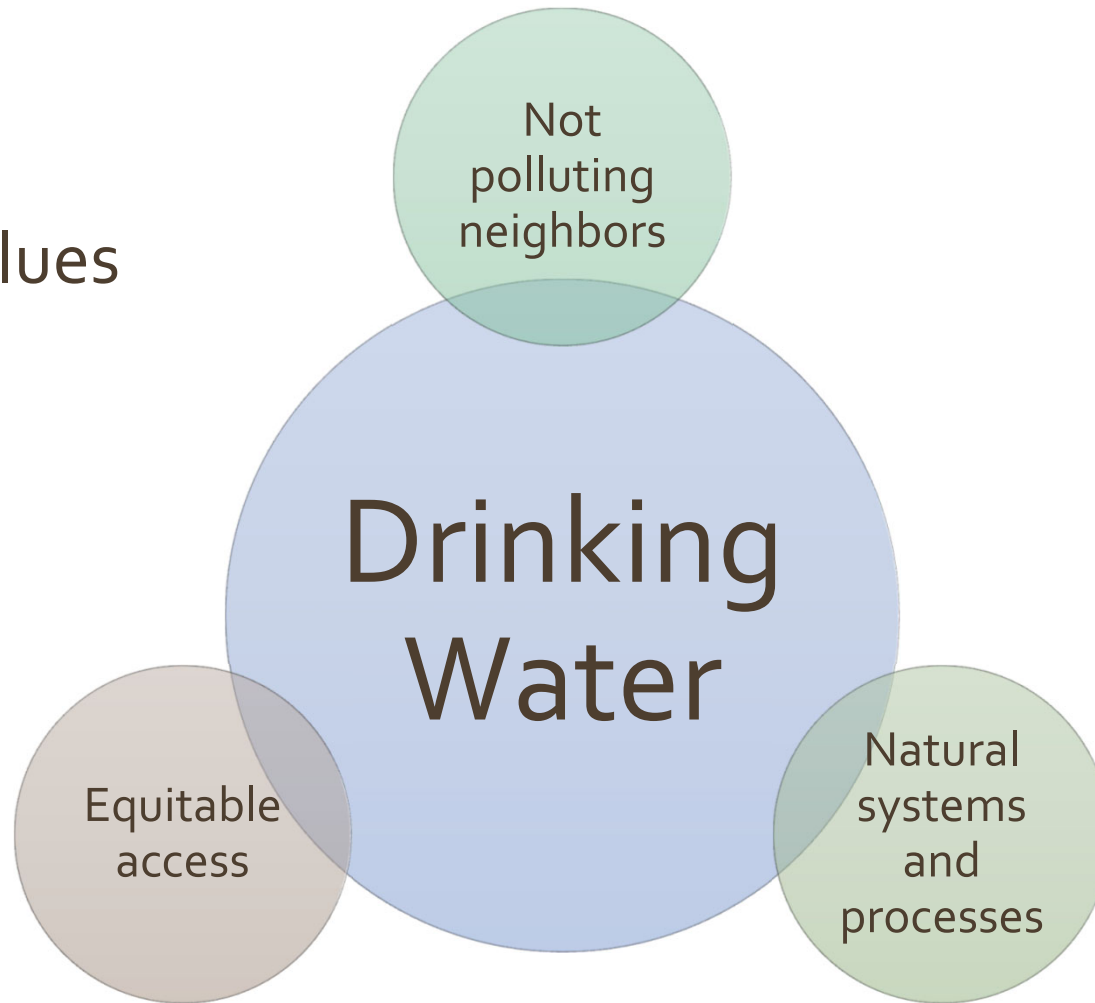 Not
polluting
neighbors
lues
Drinking
Water
Equitable
access
Natural
systems
and
processes